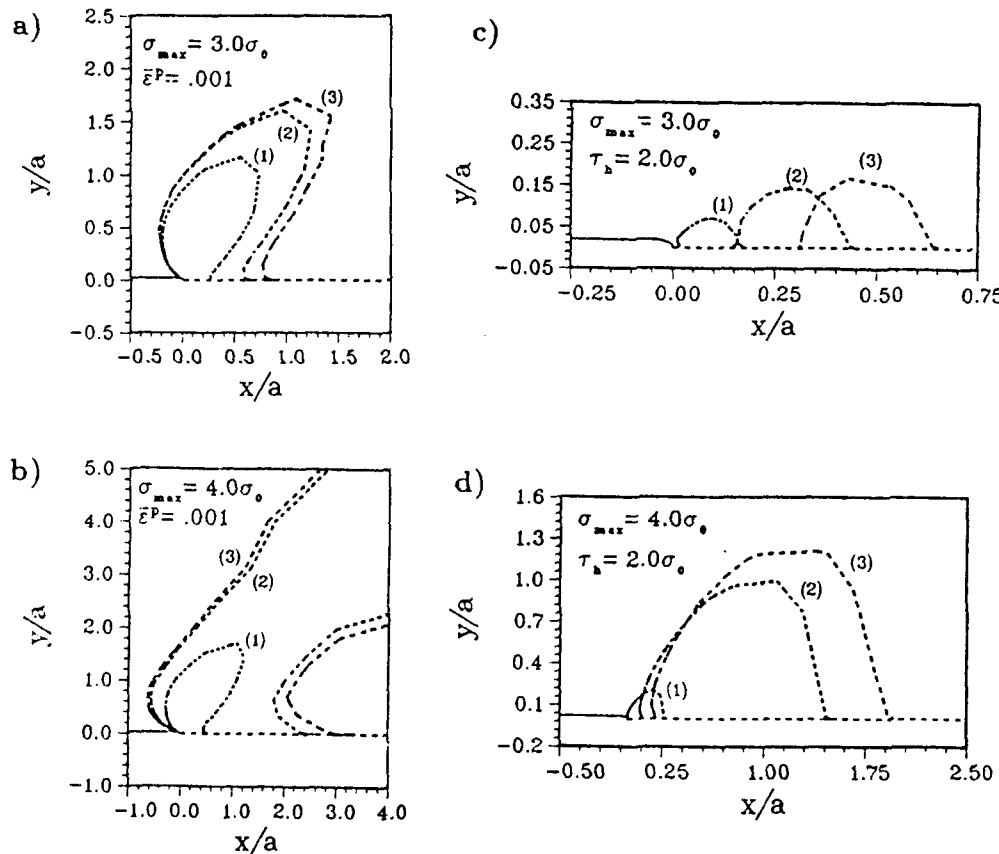 a)
2.5
2.0
1.5
1.0
0.5
0.0
-0.5
y/a
σmax = 3.0σ0
ε̄P = .001
(1)
(2)
(3)
-0.5 0.0 0.5 1.0 1.5 2.0
x/a
c)
0.35
0.25
0.15
0.05
-0.05
y/a
σmax = 3.0σ0
τh = 2.0σ0
(1)
(2)
(3)
-0.25 0.00 0.25 0.50 0.75
x/a
b)
5.0
4.0
3.0
2.0
1.0
0.0
-1.0
y/a
σmax = 4.0σ0
ε̄P = .001
(3)
(2)
(1)
-1.0 0.0 1.0 2.0 3.0 4.0
x/a
d)
1.6
1.3
1.0
0.7
0.4
0.1
-0.2
y/a
σmax = 4.0σ0
τh = 2.0σ0
(1)
(2)
(3)
-0.50 0.25 1.00 1.75 2.50
x/a